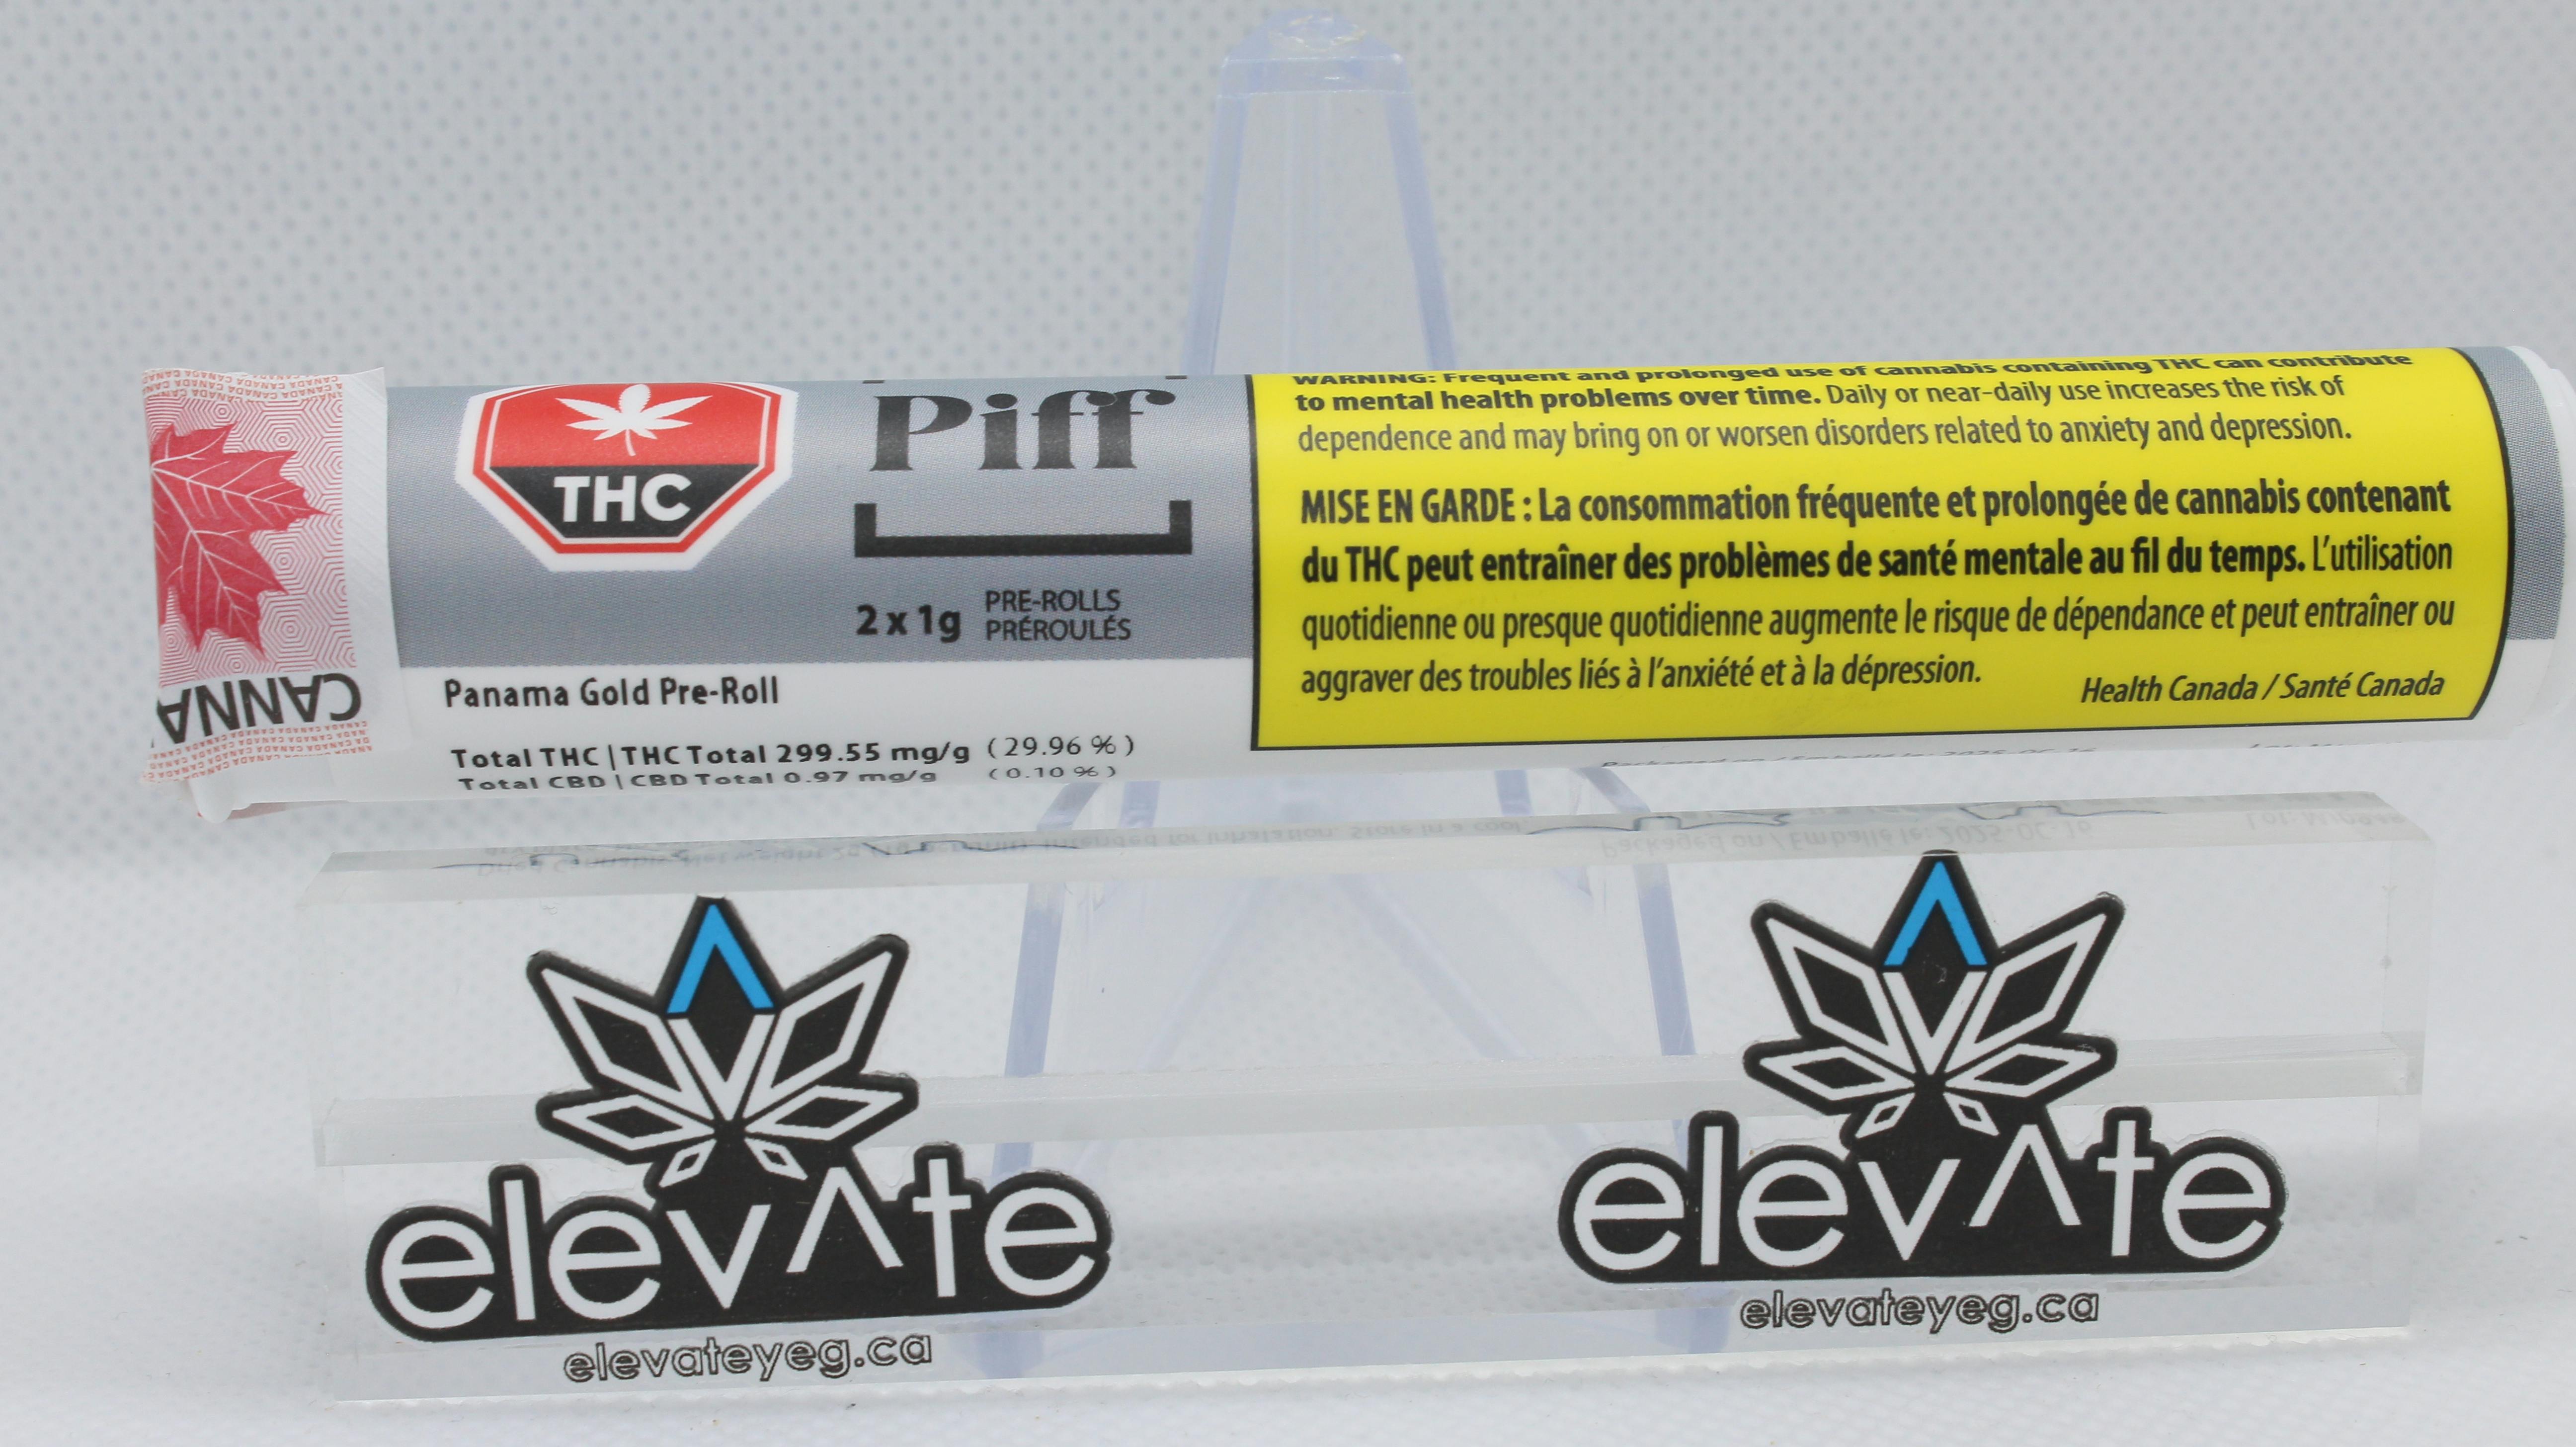 CANNA
THC
Piff
2 x 1g PRE-ROLLS
PRÉROULÉS
Panama Gold Pre-Roll
Total THC | THC Total 299.55 mg/g (29.96 %)
Total CBD | CBD Total 0.97 mg/g (0.10 %)
WARNING: Frequent and prolonged use of cannabis containing THC can contribute
to mental health problems over time. Daily or near-daily use increases the risk of
dependence and may bring on or worsen disorders related to anxiety and depression.
MISE EN GARDE : La consommation fréquente et prolongée de cannabis contenant
du THC peut entraîner des problèmes de santé mentale au fil du temps. L'utilisation
quotidienne ou presque quotidienne augmente le risque de dépendance et peut entraîner ou
aggraver des troubles liés à l'anxiété et à la dépression.
Health Canada / Santé Canada
elevAte
elevateyeg.ca
elevAte
elevateyeg.ca